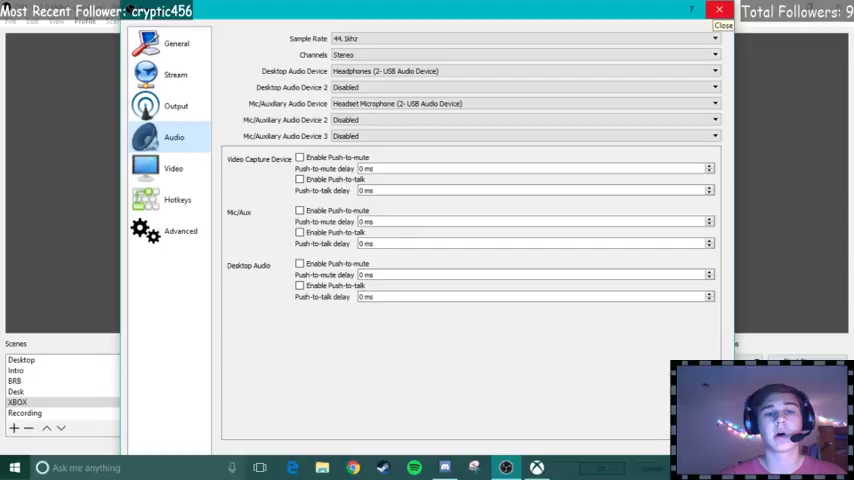 Most Recent Follower: cryptic456
? Total Followers: 9
Close
General
Stream
Output
Audio
Video
Hotkeys
Advanced
Sample Rate 44.1khz
Channels Stereo
Desktop Audio Device Headphones (2- USB Audio Device)
Desktop Audio Device 2 Disabled
Mic/Auxiliary Audio Device Headset Microphone (2- USB Audio Device)
Mic/Auxiliary Audio Device 2 Disabled
Mic/Auxiliary Audio Device 3 Disabled
Video Capture Device Enable Push-to-mute
Push-to-mute delay 0 ms
Enable Push-to-talk
Push-to-talk delay 0 ms
Mic/Aux Enable Push-to-mute
Push-to-mute delay 0 ms
Enable Push-to-talk
Push-to-talk delay 0 ms
Desktop Audio Enable Push-to-mute
Push-to-mute delay 0 ms
Enable Push-to-talk
Push-to-talk delay 0 ms
Scenes
Desktop
Intro
BRB
Desk
XBOX
Recording
Ask me anything